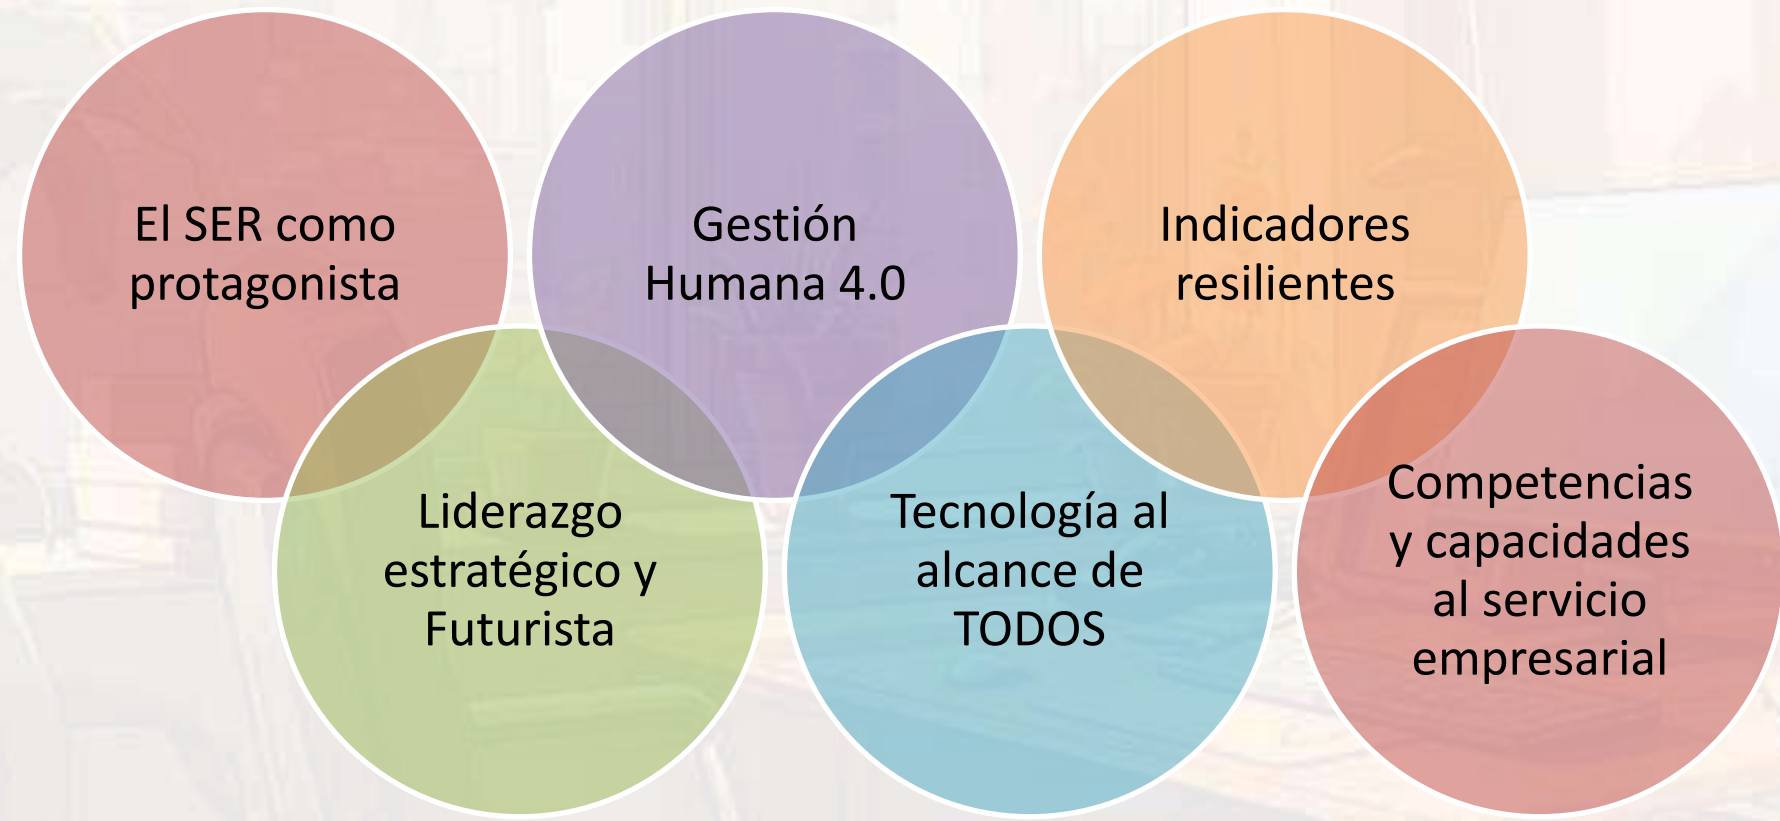 El SER como
protagonista
Liderazgo
estratégico y
Futurista
Gestión
Humana 4.0
Tecnología al
alcance de
TODOS
Indicadores
resilientes
Competencias
y capacidades
al servicio
empresarial